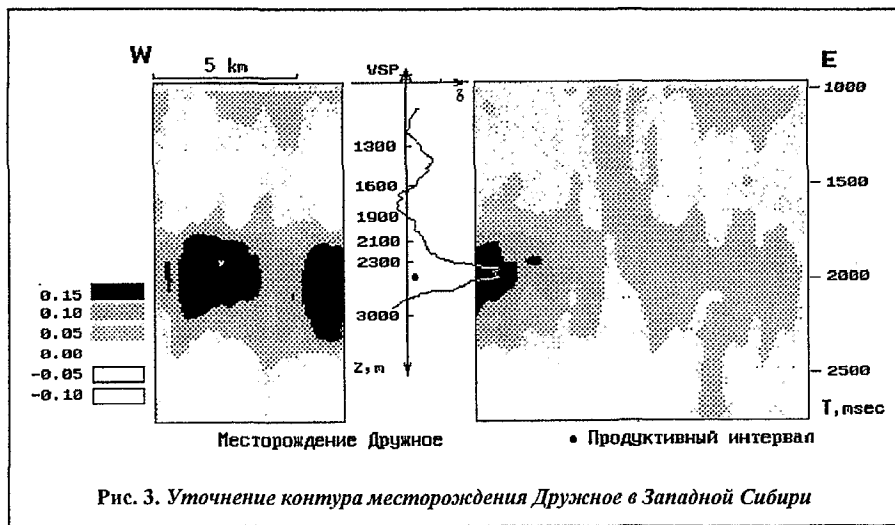 W
5 km
VSP
δ
E
1000
1300
1500
1600
1900
2100
2300
2000
3000
Z, m
2500
T, msec
0.15
0.10
0.05
0.00
-0.05
-0.10
Месторождение Дружное
• Продуктивный интервал
Рис. 3. Уточнение контура месторождения Дружное в Западной Сибири